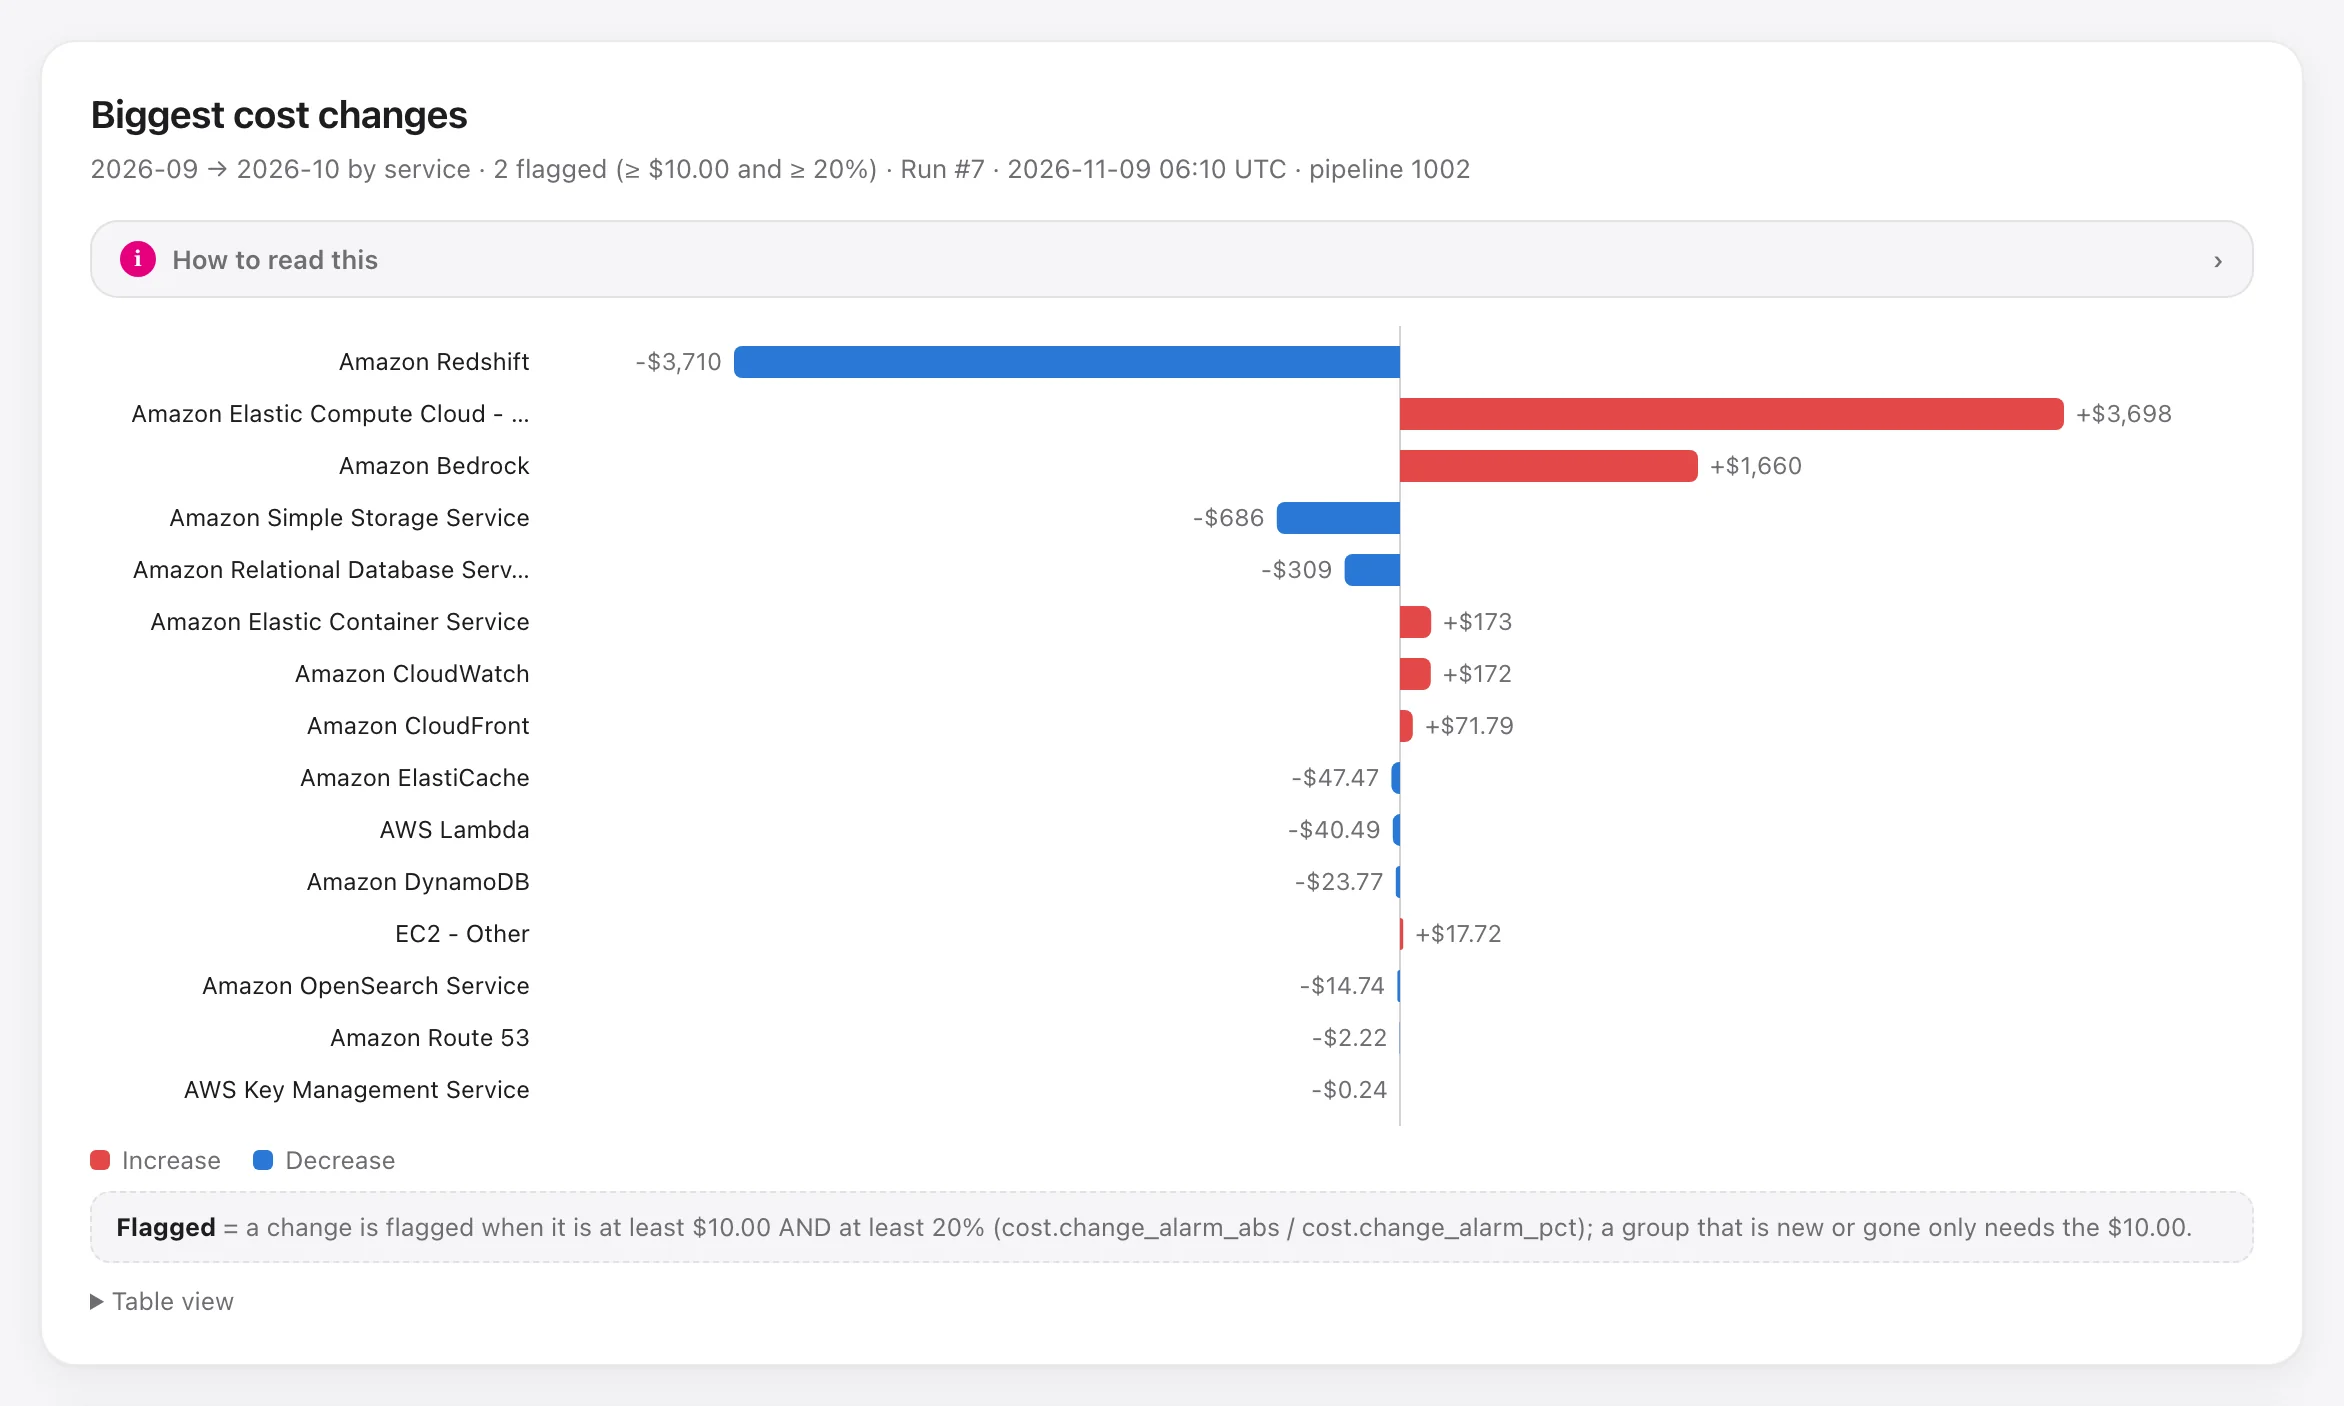 Biggest cost changes
2026-09 → 2026-10 by service · 2 flagged (≥ $10.00 and ≥ 20%) · Run #7 · 2026-11-09 06:10 UTC · pipeline 1002
i How to read this ›
Amazon Redshift -$3,710
Amazon Elastic Compute Cloud - ... +$3,698
Amazon Bedrock +$1,660
Amazon Simple Storage Service -$686
Amazon Relational Database Serv... -$309
Amazon Elastic Container Service +$173
Amazon CloudWatch +$172
Amazon CloudFront +$71.79
Amazon ElastiCache -$47.47
AWS Lambda -$40.49
Amazon DynamoDB -$23.77
EC2 - Other +$17.72
Amazon OpenSearch Service -$14.74
Amazon Route 53 -$2.22
AWS Key Management Service -$0.24
Increase Decrease
Flagged = a change is flagged when it is at least $10.00 AND at least 20% (cost.change_alarm_abs / cost.change_alarm_pct); a group that is new or gone only needs the $10.00.
▶ Table view